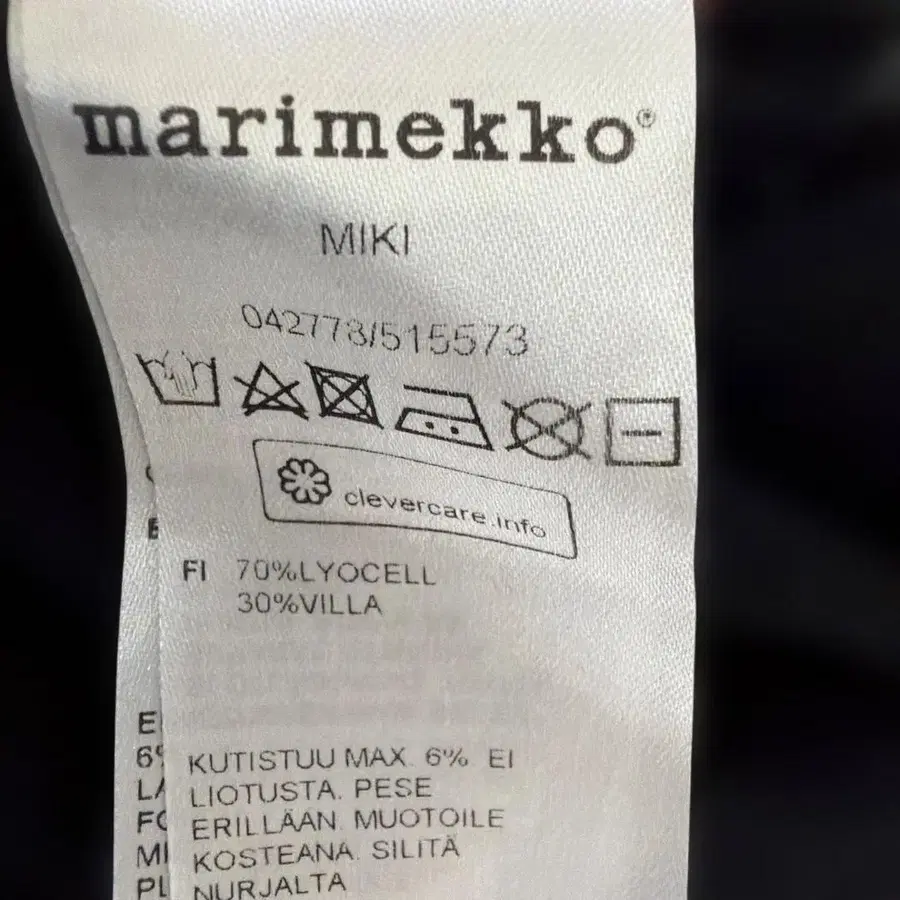 marimekko®
MIKI
042778/515573
clevercare.info
FI 70%LYOCELL
30%VILLA
KUTISTUU MAX. 6%. EI
LIOTUSTA. PESE
ERILLÄÄN. MUOTOILE
KOSTEANA. SILITÄ
NURJALTA